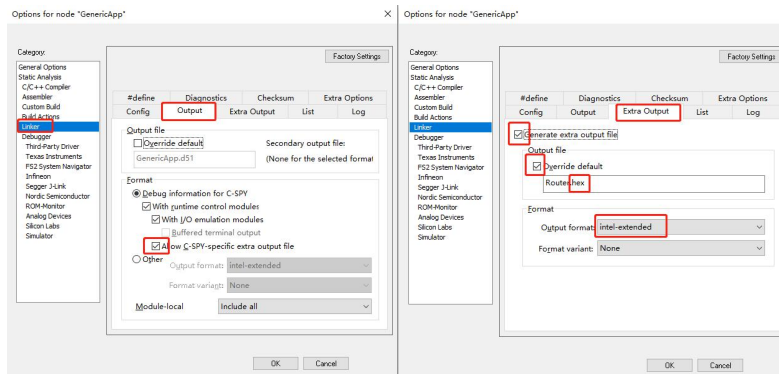 Options for node "GenericApp"
Category:
General Options
Static Analysis
C/C++ Compiler
Assembler
Custom Build
Build Actions
Linker
Debugger
Third-Party Driver
Texas Instruments
FS2 System Navigator
Infineon
Segger J-Link
Nordic Semiconductor
ROM-Monitor
Analog Devices
Silicon Labs
Simulator
Factory Settings
#define Diagnostics Checksum Extra Options
Config Output Extra Output List Log
Output file
Override default Secondary output file:
GenericApp.d51 (None for the selected format
Format
Debug information for C-SPY
With runtime control modules
With I/O emulation modules
Buffered terminal output
Allow C-SPY-specific extra output file
Other
Output format: intel-extended
Format variant: None
Module-local Include all
OK Cancel
Options for node "GenericApp"
Category:
General Options
Static Analysis
C/C++ Compiler
Assembler
Custom Build
Build Actions
Linker
Debugger
Third-Party Driver
Texas Instruments
FS2 System Navigator
Infineon
Segger J-Link
Nordic Semiconductor
ROM-Monitor
Analog Devices
Silicon Labs
Simulator
Factory Settings
#define Diagnostics Checksum Extra Options
Config Output Extra Output List Log
Generate extra output file
Output file
Override default
Router.hex
Format
Output format: intel-extended
Format variant: None
OK Cancel